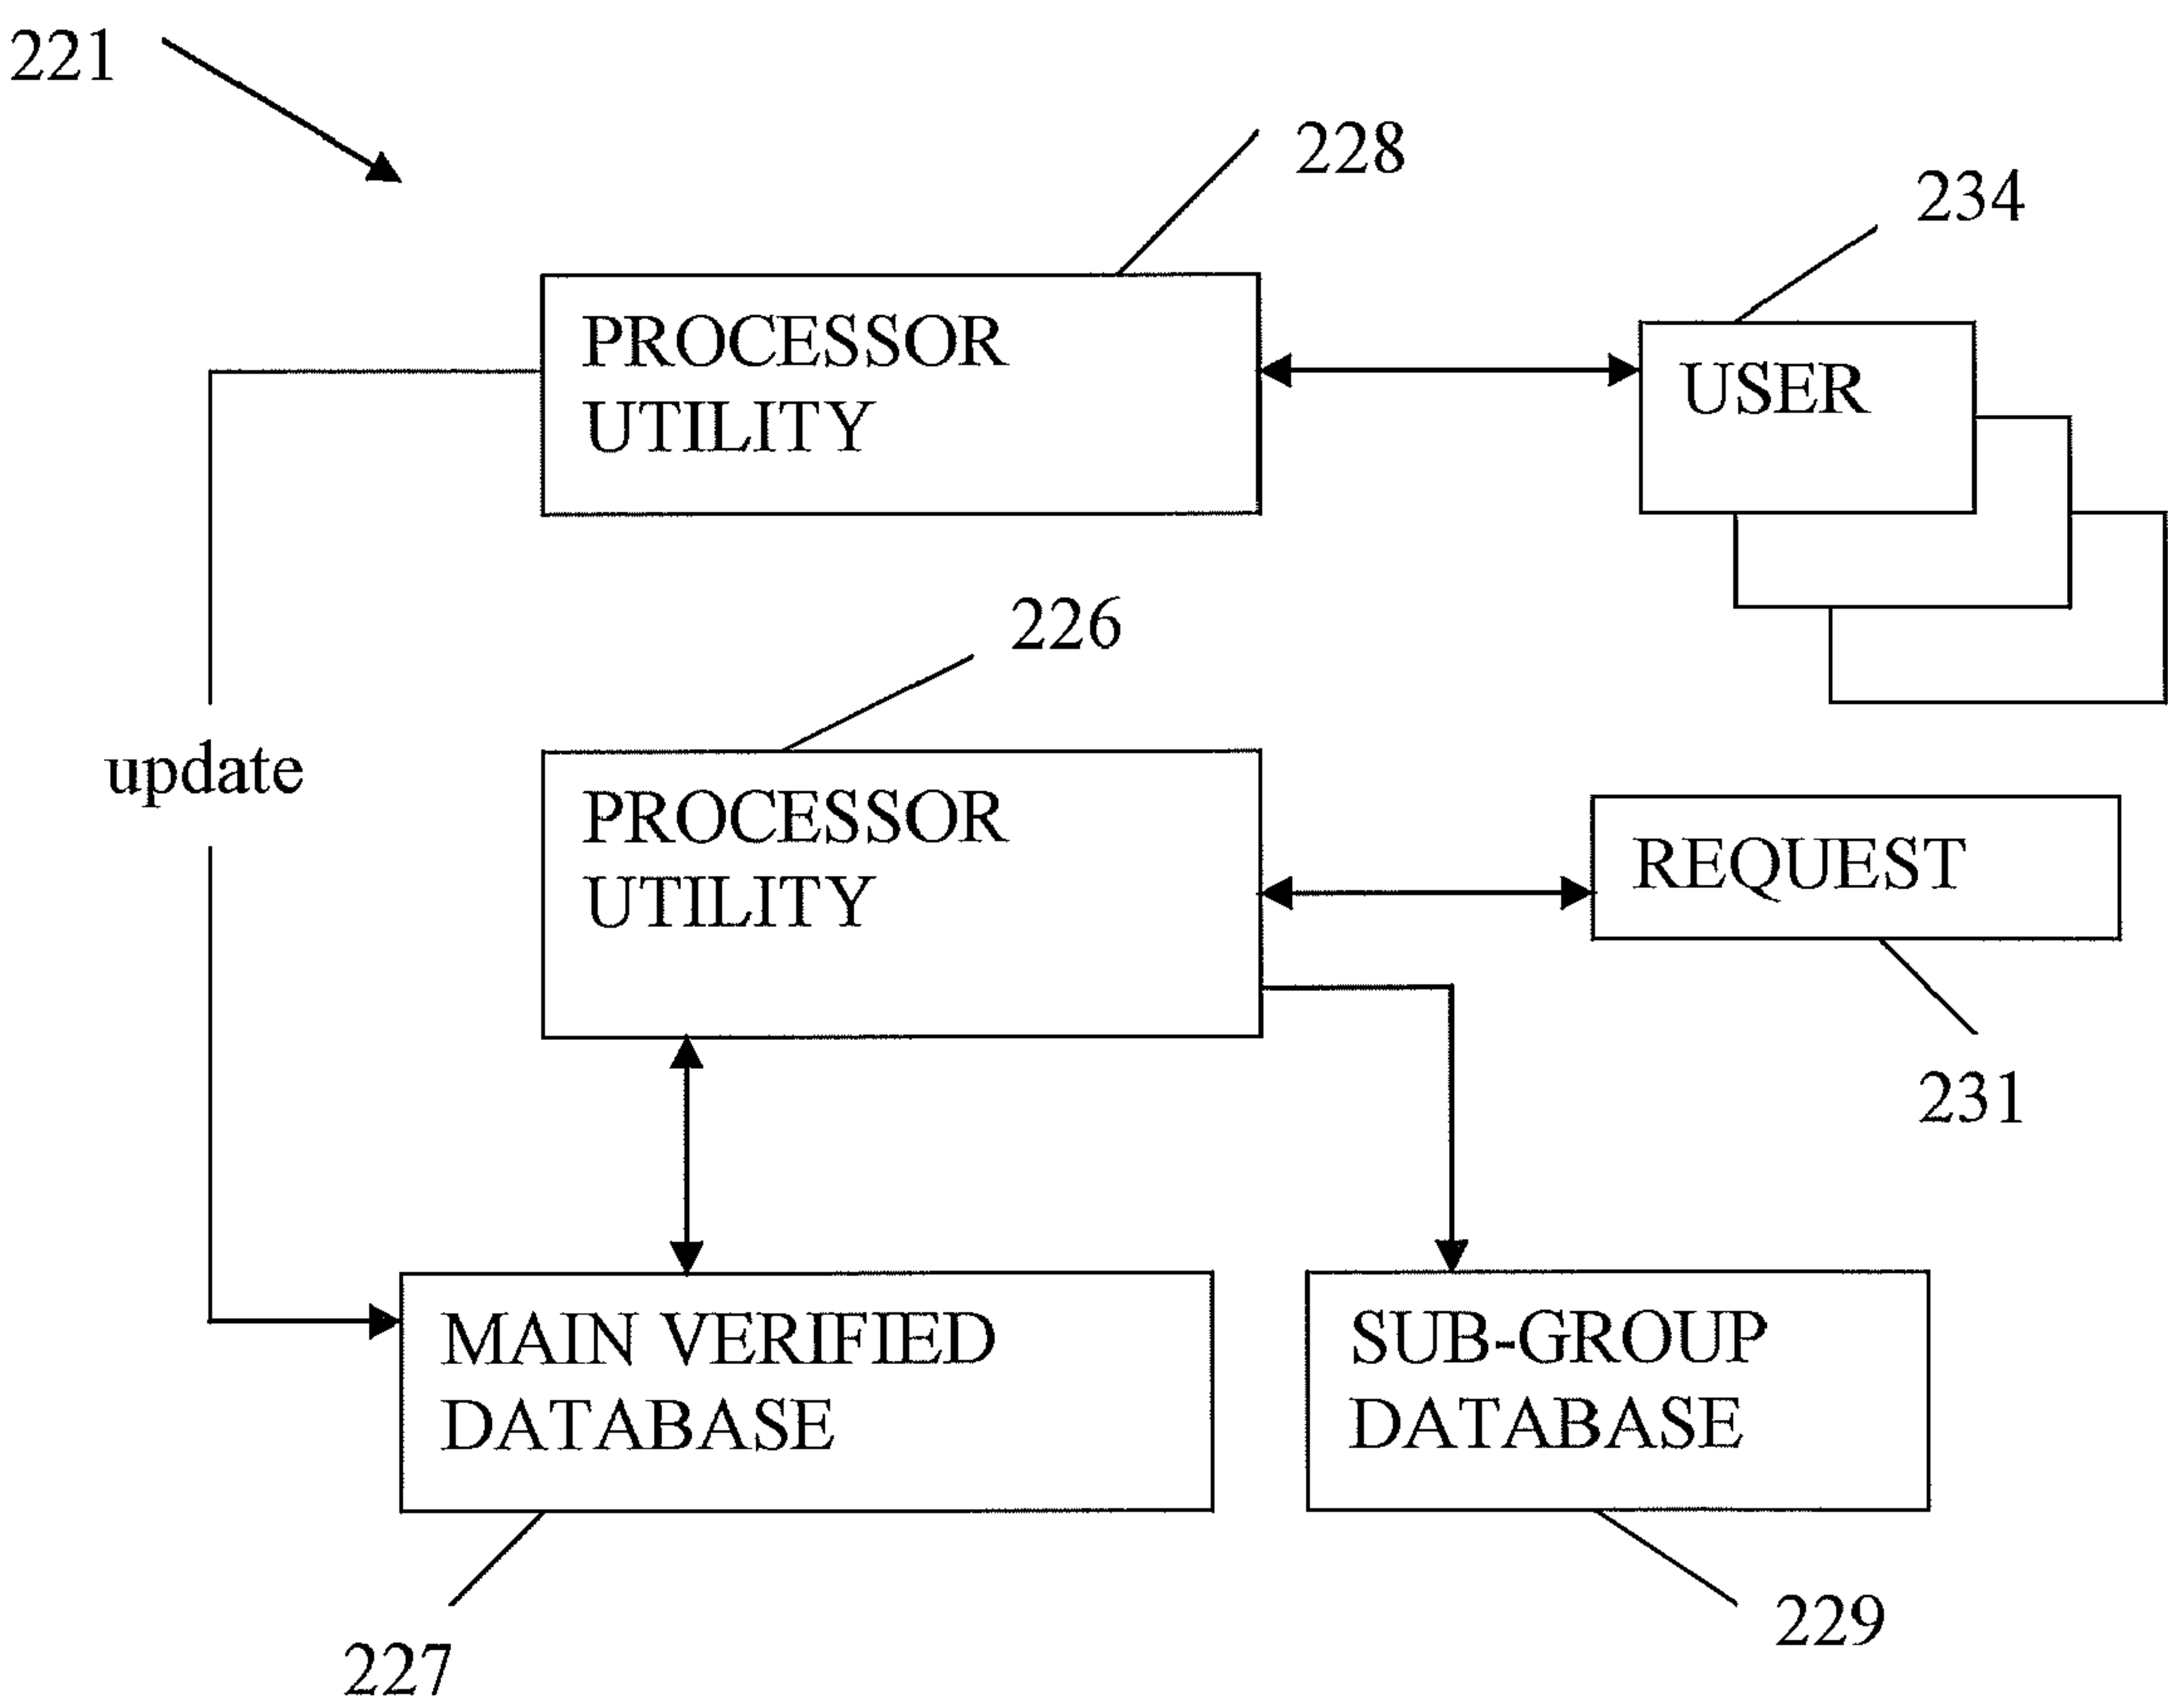 221
228
234
PROCESSOR
UTILITY
USER
226
update
PROCESSOR
UTILITY
REQUEST
231
MAIN VERIFIED
DATABASE
SUB-GROUP
DATABASE
227
229